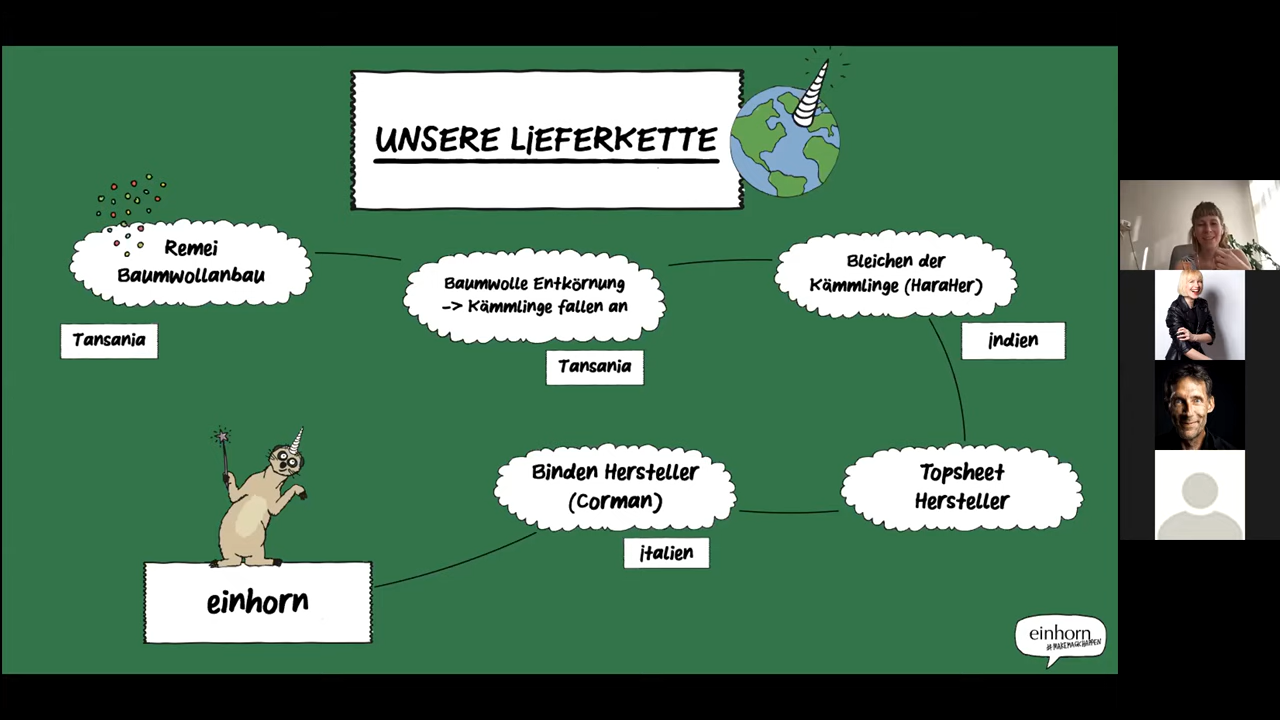 UNSERE LIEFERKETTE
Remei
Baumwollanbau
Tansania
Baumwolle Entkörnung
-> Kämmlinge fallen an
Tansania
Bleichen der
Kämmlinge (HaraHer)
indien
Topsheet
Hersteller
Binden Hersteller
(Corman)
italien
einhorn
einhorn
#MAKEMAGICHAPPEN